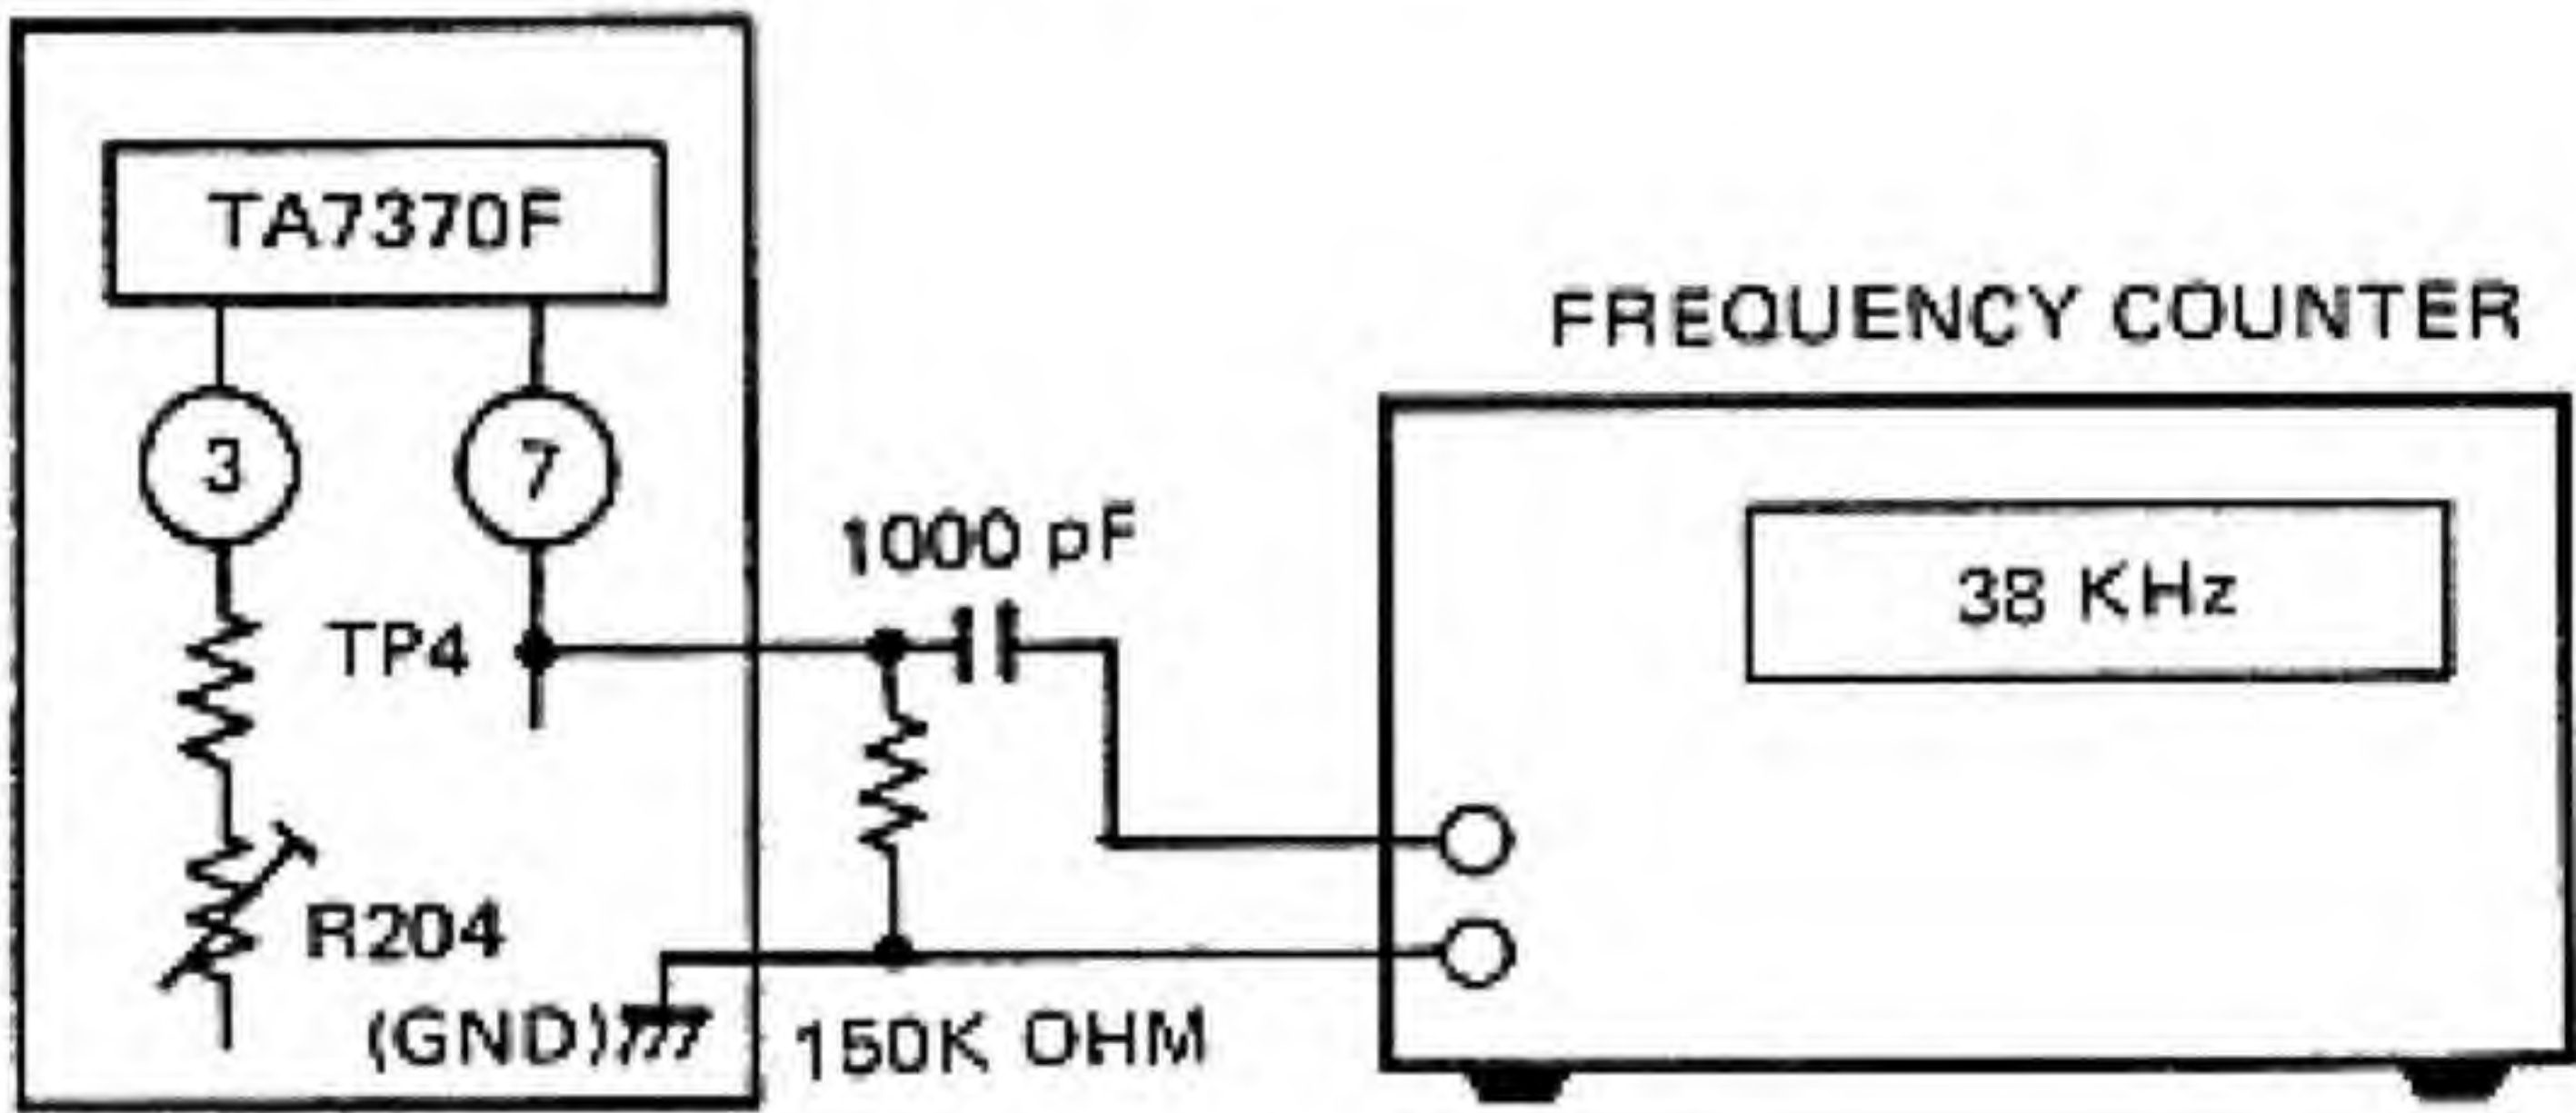 TA7370F
FREQUENCY COUNTER
3
7
1000 pF
38 KHz
TP4
R204
(GND)
150K OHM